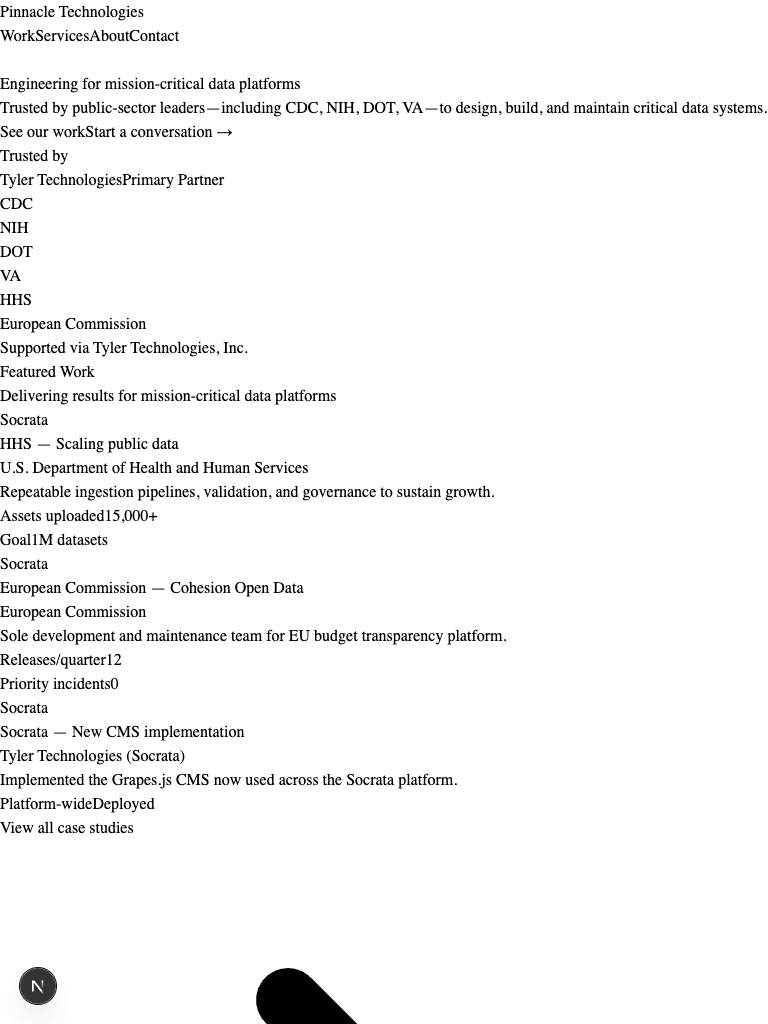 Pinnacle Technologies
WorkServicesAboutContact
Engineering for mission-critical data platforms
Trusted by public-sector leaders—including CDC, NIH, DOT, VA—to design, build, and maintain critical data systems.
See our workStart a conversation →
Trusted by
Tyler TechnologiesPrimary Partner
CDC
NIH
DOT
VA
HHS
European Commission
Supported via Tyler Technologies, Inc.
Featured Work
Delivering results for mission-critical data platforms
Socrata
HHS — Scaling public data
U.S. Department of Health and Human Services
Repeatable ingestion pipelines, validation, and governance to sustain growth.
Assets uploaded15,000+
Goal1M datasets
Socrata
European Commission — Cohesion Open Data
European Commission
Sole development and maintenance team for EU budget transparency platform.
Releases/quarter12
Priority incidents0
Socrata
Socrata — New CMS implementation
Tyler Technologies (Socrata)
Implemented the Grapes.js CMS now used across the Socrata platform.
Platform-wideDeployed
View all case studies
N